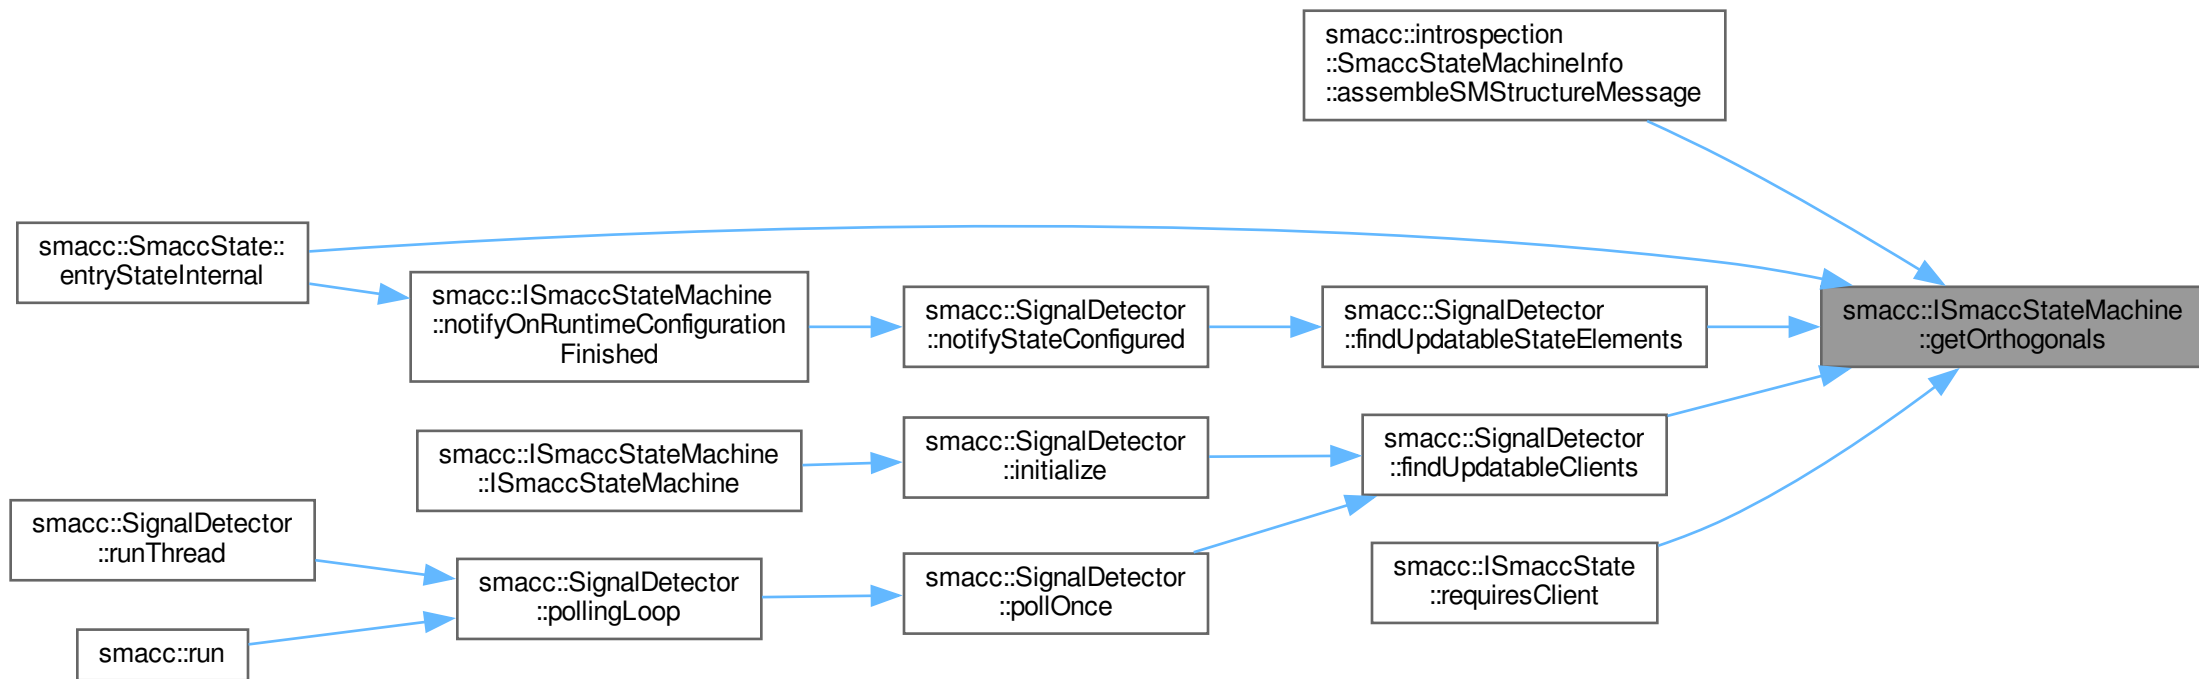 smacc::introspection
::SmaccStateMachineInfo
::assembleSMStructureMessage
smacc::SmaccState::
entryStateInternal
smacc::ISmaccStateMachine
::notifyOnRuntimeConfiguration
Finished
smacc::SignalDetector
::notifyStateConfigured
smacc::SignalDetector
::findUpdatableStateElements
smacc::ISmaccStateMachine
::getOrthogonals
smacc::ISmaccStateMachine
::ISmaccStateMachine
smacc::SignalDetector
::initialize
smacc::SignalDetector
::findUpdatableClients
smacc::SignalDetector
::runThread
smacc::SignalDetector
::pollingLoop
smacc::SignalDetector
::pollOnce
smacc::ISmaccState
::requiresClient
smacc::run